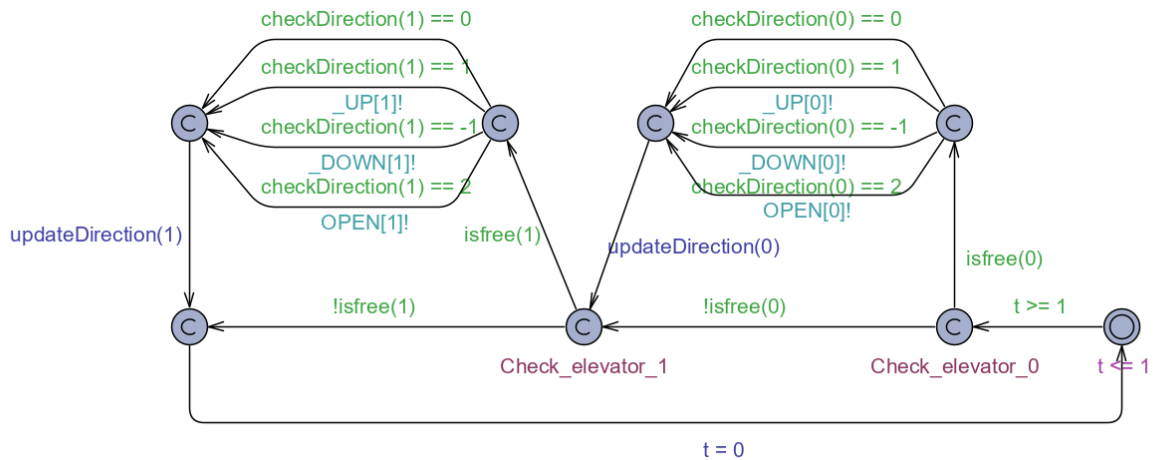 checkDirection(1) == 0
checkDirection(0) == 0
checkDirection(1) == 1
checkDirection(0) == 1
_UP[1]!
_UP[0]!
C
C
C
C
checkDirection(1) == -1
checkDirection(0) == -1
_DOWN[1]!
_DOWN[0]!
checkDirection(1) == 2
checkDirection(0) == 2
OPEN[1]!
OPEN[0]!
updateDirection(1)
isfree(1)
updateDirection(0)
isfree(0)
!isfree(1)
!isfree(0)
t >= 1
C
C
C
Check_elevator_1
Check_elevator_0
t <= 1
t = 0